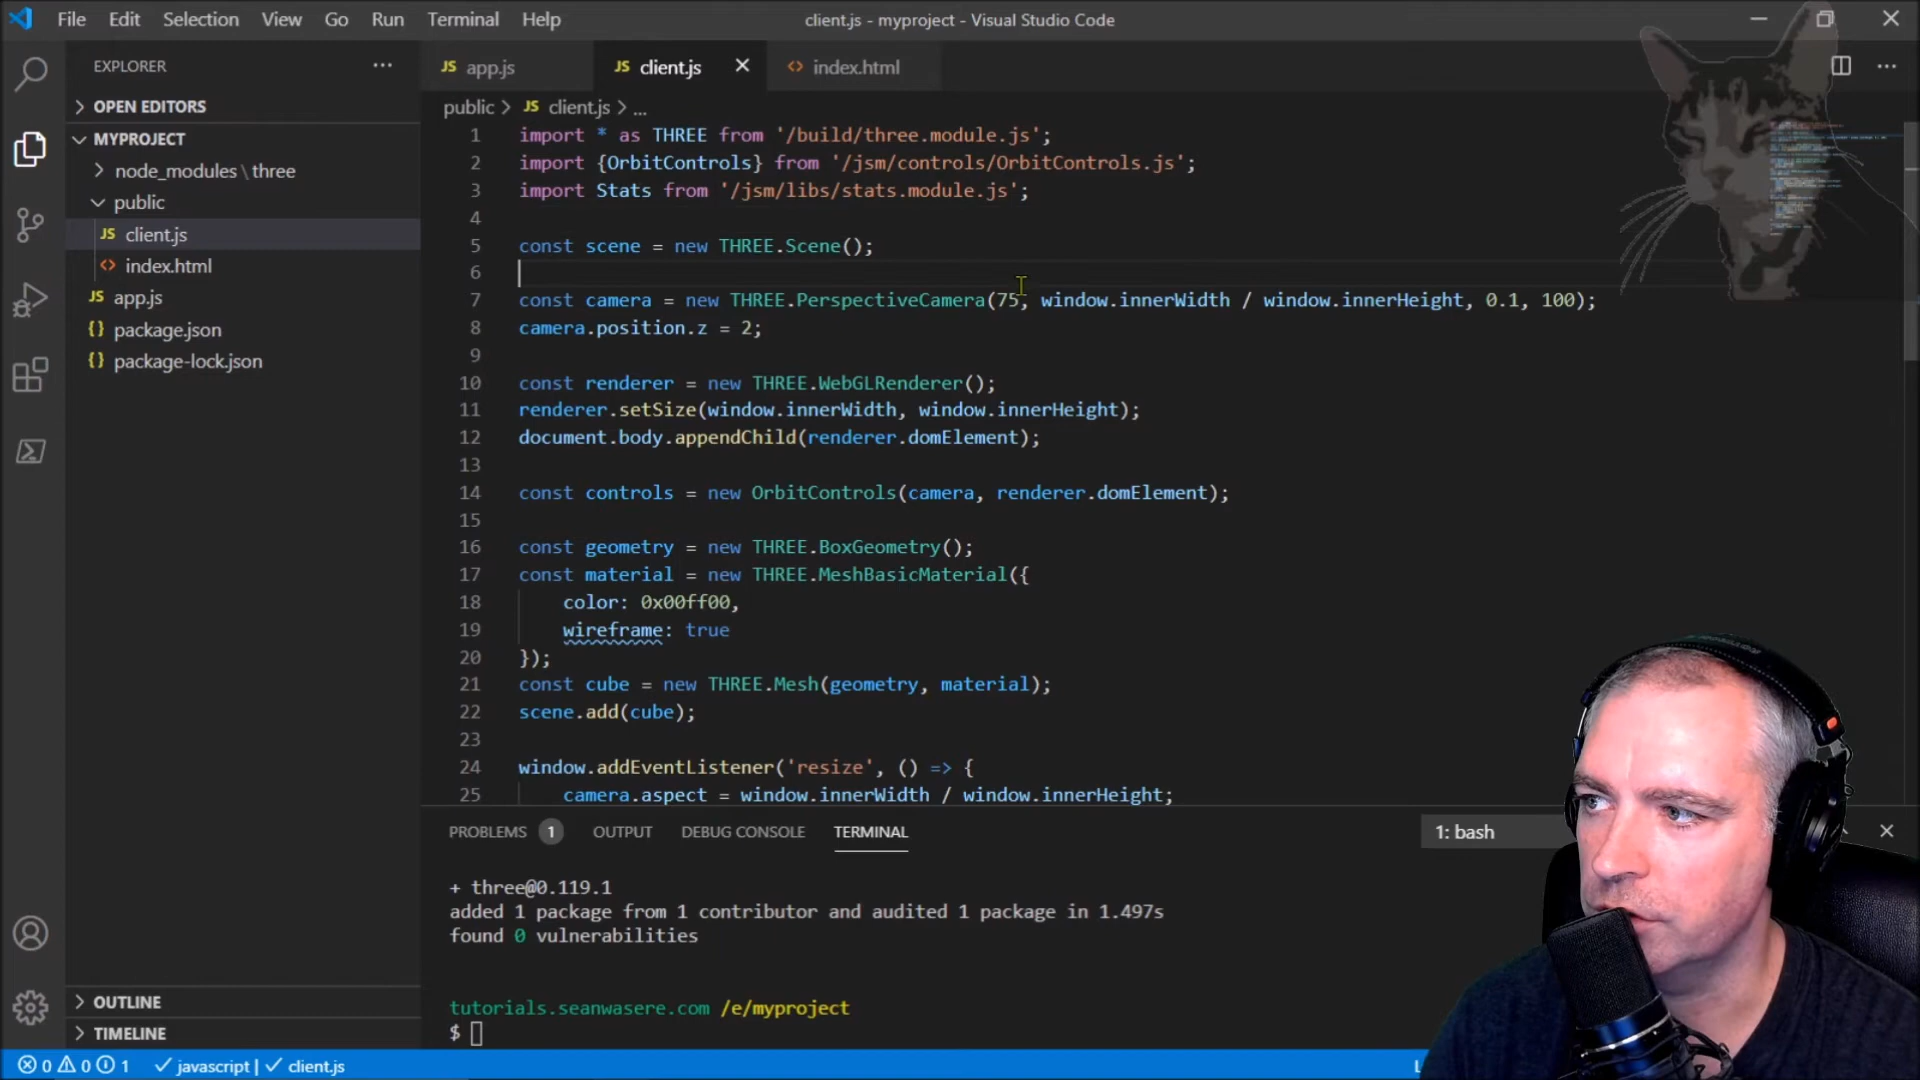 File Edit Selection View Go Run Terminal Help
client.js - myproject - Visual Studio Code
EXPLORER
OPEN EDITORS
MYPROJECT
node_modules \ three
public
JS client.js
<> index.html
JS app.js
{} package.json
{} package-lock.json
OUTLINE
TIMELINE
JS app.js
JS client.js
<> index.html
public > JS client.js > ...
1 import * as THREE from '/build/three.module.js';
2 import {OrbitControls} from '/jsm/controls/OrbitControls.js';
3 import Stats from '/jsm/libs/stats.module.js';
4
5 const scene = new THREE.Scene();
6
7 const camera = new THREE.PerspectiveCamera(75, window.innerWidth / window.innerHeight, 0.1, 100);
8 camera.position.z = 2;
9
10 const renderer = new THREE.WebGLRenderer();
11 renderer.setSize(window.innerWidth, window.innerHeight);
12 document.body.appendChild(renderer.domElement);
13
14 const controls = new OrbitControls(camera, renderer.domElement);
15
16 const geometry = new THREE.BoxGeometry();
17 const material = new THREE.MeshBasicMaterial({
18 color: 0x00ff00,
19 wireframe: true
20 });
21 const cube = new THREE.Mesh(geometry, material);
22 scene.add(cube);
23
24 window.addEventListener('resize', () => {
25 camera.aspect = window.innerWidth / window.innerHeight;
PROBLEMS 1 OUTPUT DEBUG CONSOLE TERMINAL
1: bash
+ three@0.119.1
added 1 package from 1 contributor and audited 1 package in 1.497s
found 0 vulnerabilities
tutorials.seanwasere.com /e/myproject
$
0 0 1 javascript | client.js